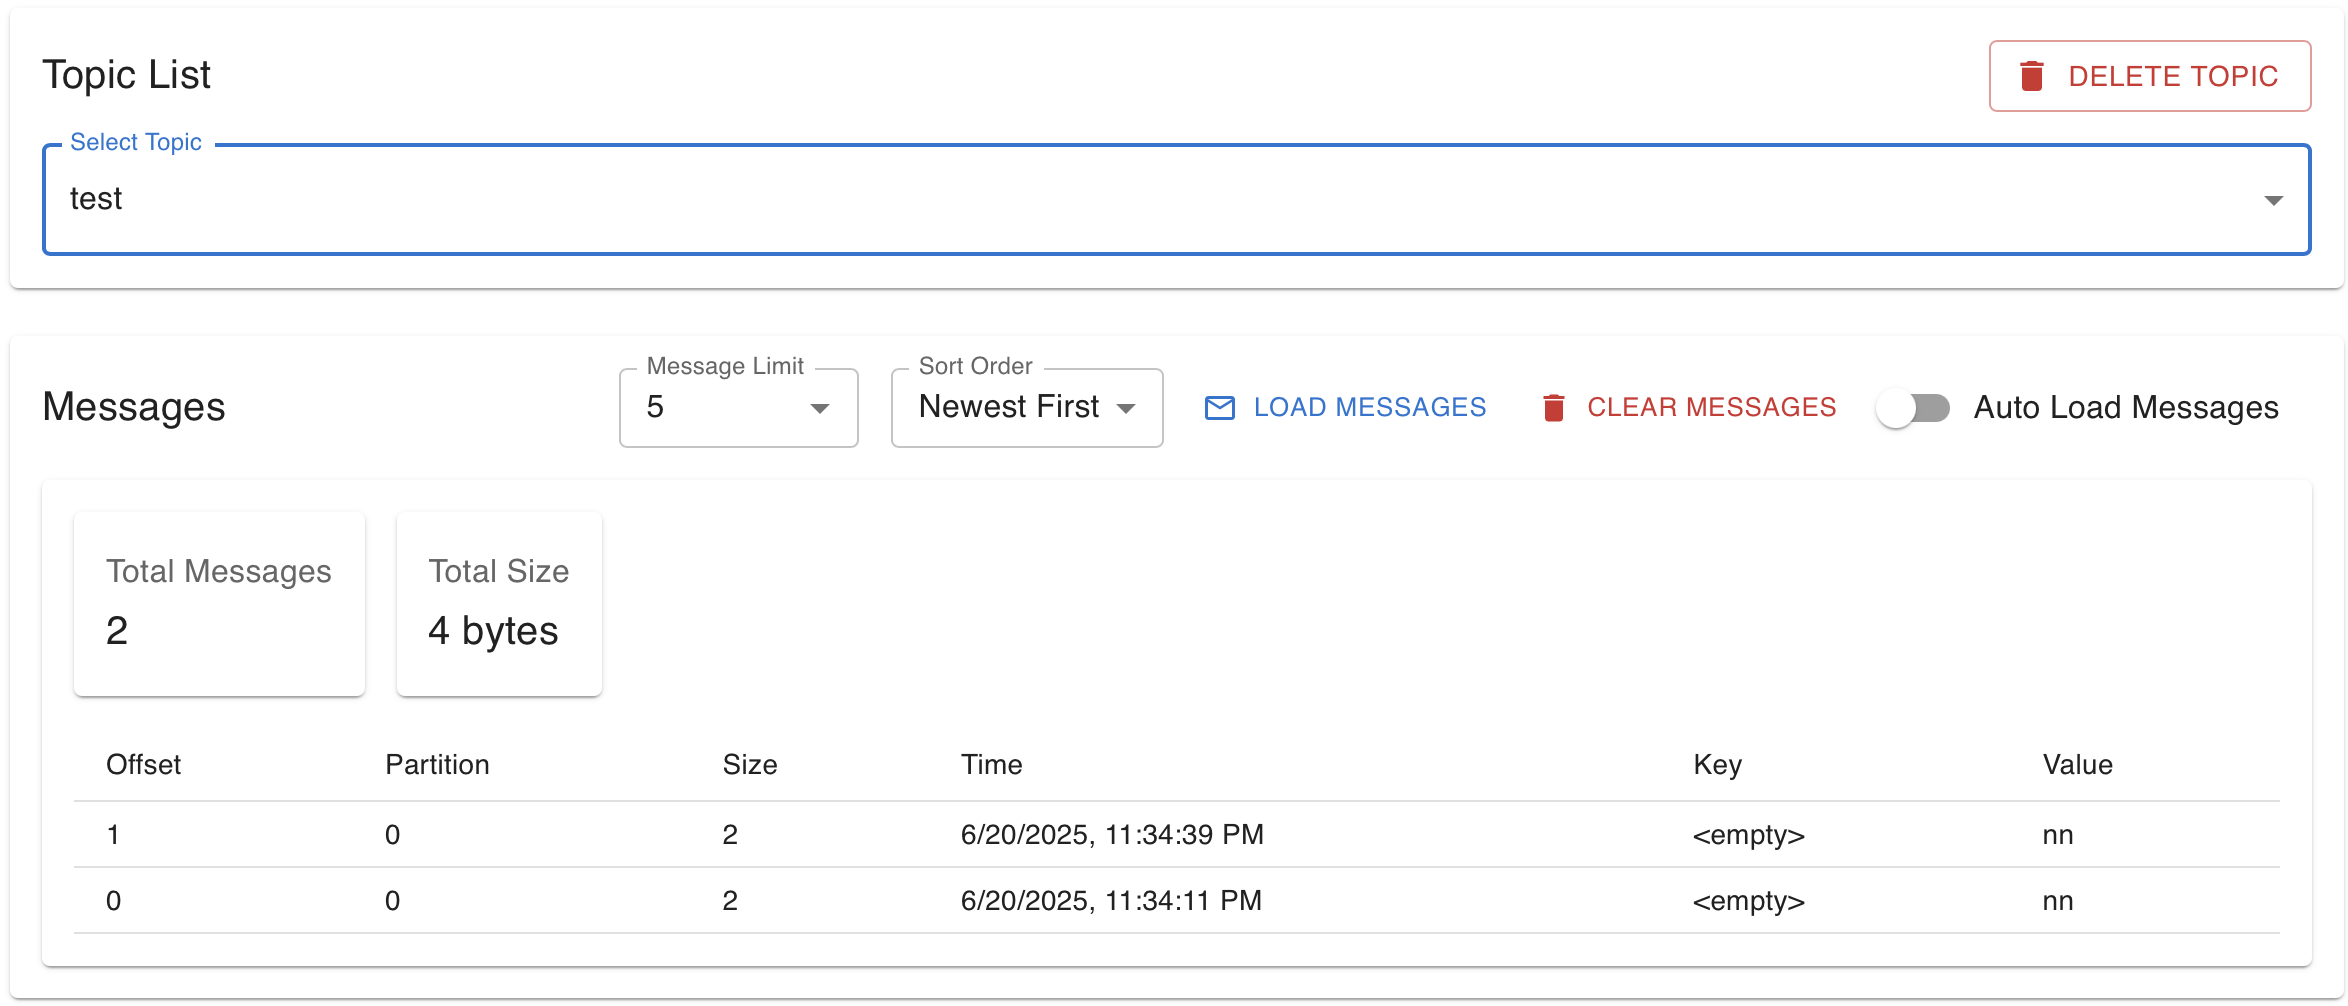 Topic List
DELETE TOPIC
Select Topic
test
Messages
Message Limit
5
Sort Order
Newest First
LOAD MESSAGES
CLEAR MESSAGES
Auto Load Messages
Total Messages
2
Total Size
4 bytes
Offset Partition Size Time Key Value
1 0 2 6/20/2025, 11:34:39 PM <empty> nn
0 0 2 6/20/2025, 11:34:11 PM <empty> nn